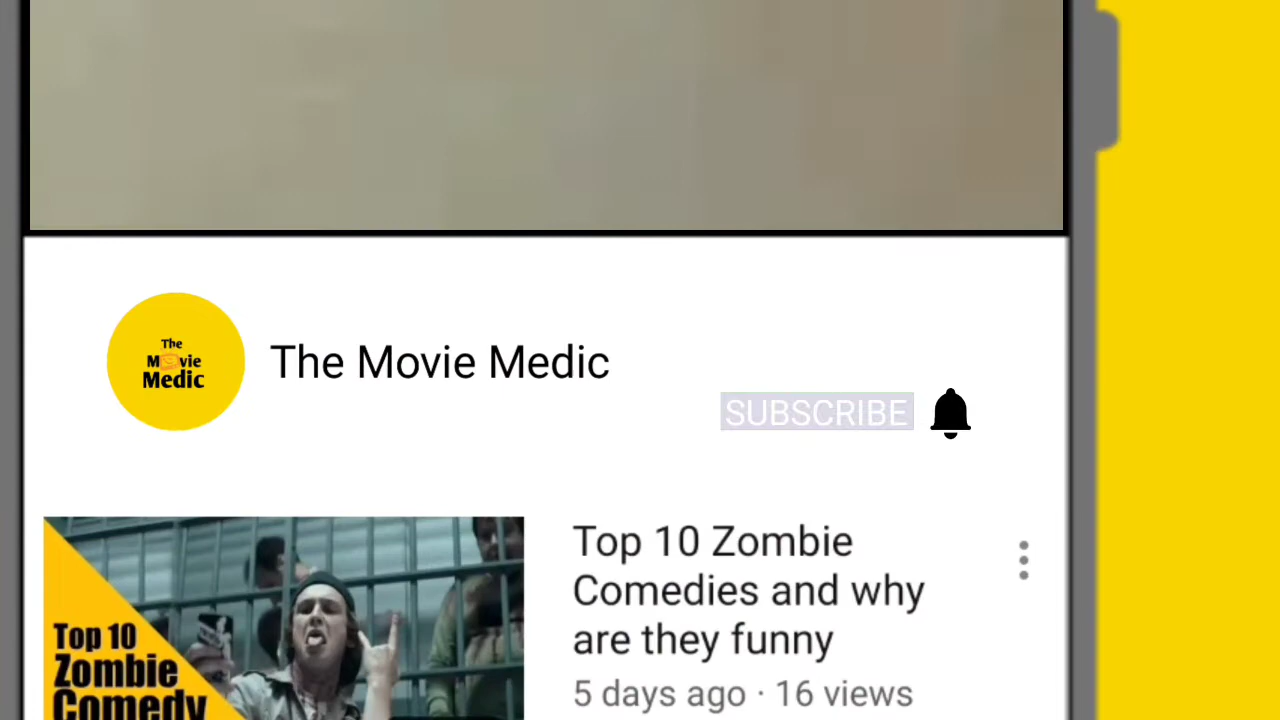 The
Movie
Medic
The Movie Medic
SUBSCRIBE
Top 10 Zombie
Comedies and why
are they funny
5 days ago · 16 views
Top 10
Zombie
Comedy